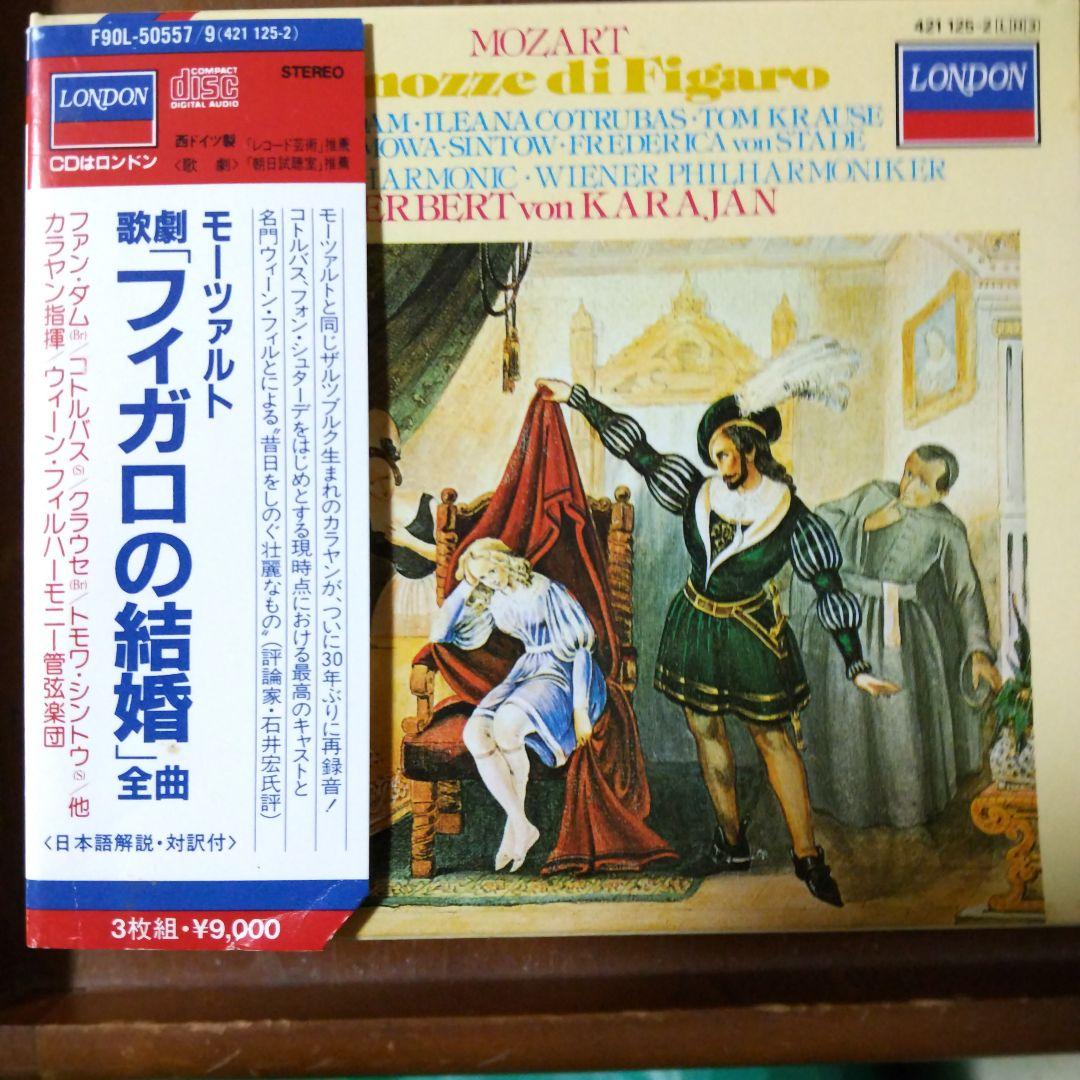 F90L-50557/9(421 125-2)
LONDON
COMPACT
disc
DIGITAL AUDIO
STEREO
CDはロンドン
西ドイツ製
〈歌 劇〉
「レコード芸術」推薦
「朝日試聴室」推薦
モーツァルト
歌劇「フィガロの結婚」全曲
ファン・ダム(Br)/コトルバス(S)/クラウセ(Br)/トモワ・シントウ(S)/他
カラヤン指揮/ウィーン・フィルハーモニー管弦楽団
モーツァルトと同じザルツブルク生まれのカラヤンが、ついに30年ぶりに再録音!
コトルバス、フォン・シュターデをはじめとする現時点における最高のキャストと
名門ウィーン・フィルとによる“昔日をしのぐ壮麗なもの”(評論家・石井宏氏評)
〈日本語解説・対訳付〉
3枚組・¥9,000
421 125-2 LH3
MOZART
nozze di Figaro
AM·ILEANA COTRUBAS·TOM KRAUSE
MOWA-SINTOW·FREDERICA von STADE
HARMONIC·WIENER PHILHARMONIKER
ERBERT von KARAJAN
LONDON